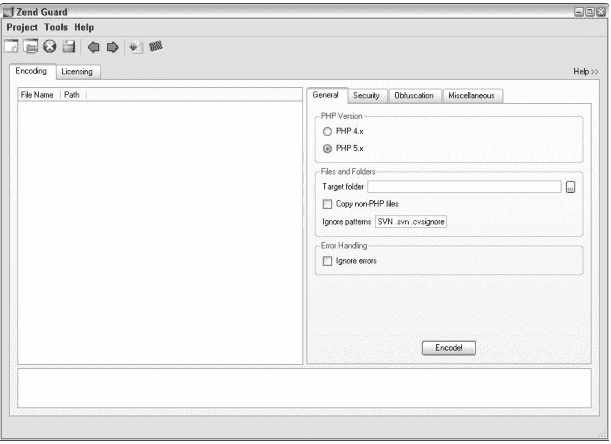 Zend Guard
Project Tools Help
Encoding Licensing Help >>
File Name Path
General Security Obfuscation Miscellaneous
PHP Version
PHP 4.x
PHP 5.x
Files and Folders
Target folder ...
Copy non-PHP files
Ignore patterns SVN .svn .cvsignore
Error Handling
Ignore errors
Encode!